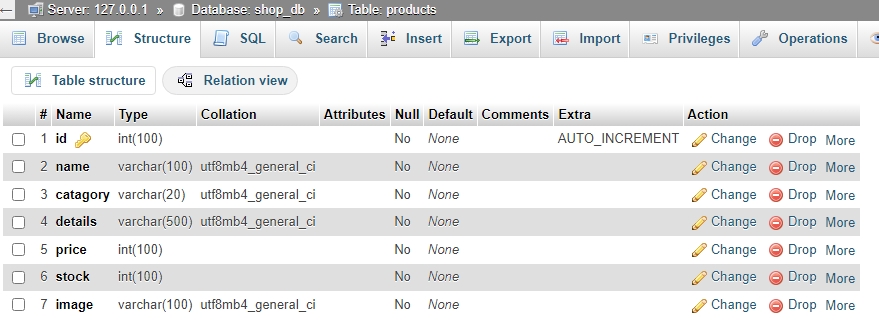 Server: 127.0.0.1 » Database: shop_db » Table: products
Browse Structure SQL Search Insert Export Import Privileges Operations
Table structure Relation view
# Name Type Collation Attributes Null Default Comments Extra Action
1 id int(100) No None AUTO_INCREMENT Change Drop More
2 name varchar(100) utf8mb4_general_ci No None Change Drop More
3 catagory varchar(20) utf8mb4_general_ci No None Change Drop More
4 details varchar(500) utf8mb4_general_ci No None Change Drop More
5 price int(100) No None Change Drop More
6 stock int(100) No None Change Drop More
7 image varchar(100) utf8mb4_general_ci No None Change Drop More